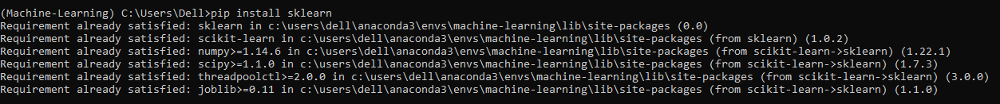 (Machine-Learning) C:\Users\Dell>pip install sklearn
Requirement already satisfied: sklearn in c:\users\dell\anaconda3\envs\machine-learning\lib\site-packages (0.0)
Requirement already satisfied: scikit-learn in c:\users\dell\anaconda3\envs\machine-learning\lib\site-packages (from sklearn) (1.0.2)
Requirement already satisfied: numpy>=1.14.6 in c:\users\dell\anaconda3\envs\machine-learning\lib\site-packages (from scikit-learn->sklearn) (1.22.1)
Requirement already satisfied: scipy>=1.1.0 in c:\users\dell\anaconda3\envs\machine-learning\lib\site-packages (from scikit-learn->sklearn) (1.7.3)
Requirement already satisfied: threadpoolctl>=2.0.0 in c:\users\dell\anaconda3\envs\machine-learning\lib\site-packages (from scikit-learn->sklearn) (3.0.0)
Requirement already satisfied: joblib>=0.11 in c:\users\dell\anaconda3\envs\machine-learning\lib\site-packages (from scikit-learn->sklearn) (1.1.0)